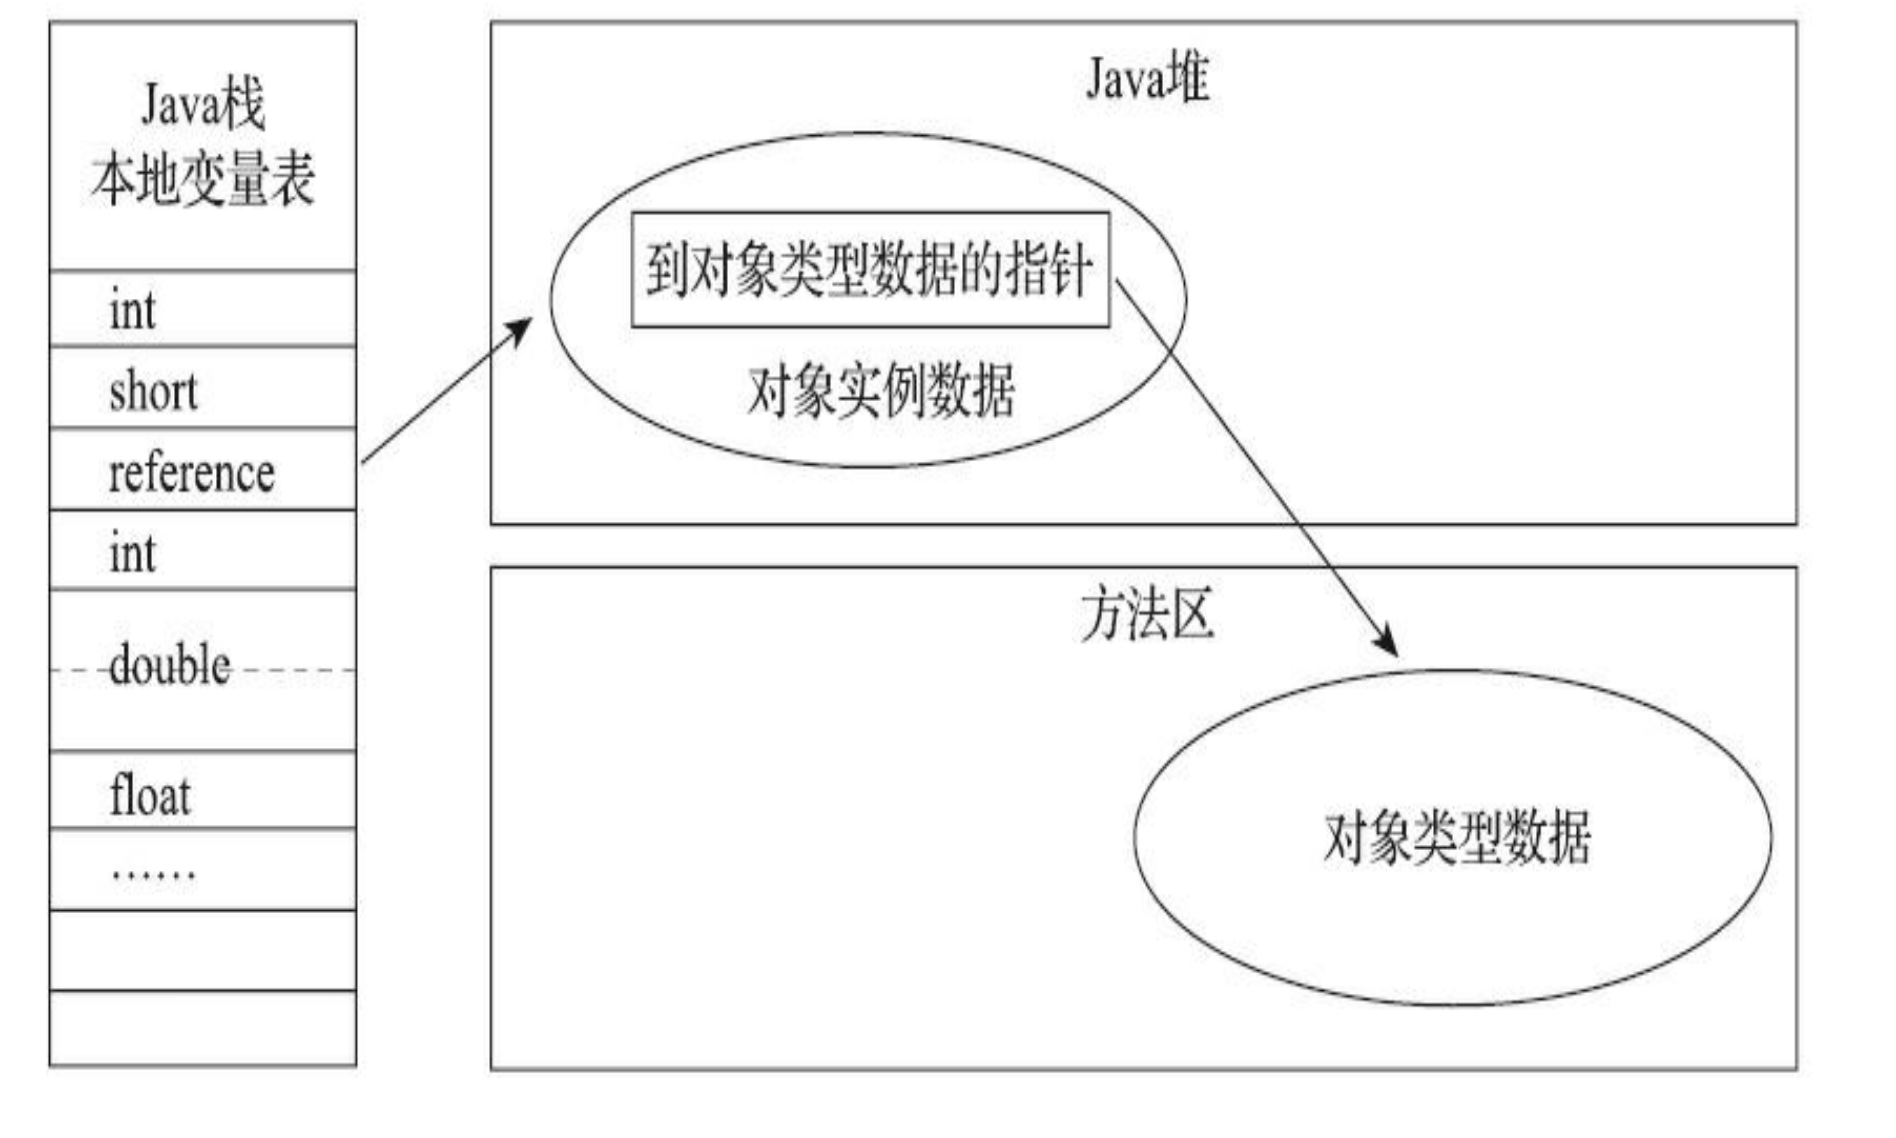 Java栈
本地变量表
int
short
reference
int
double
float
……
Java堆
到对象类型数据的指针
对象实例数据
方法区
对象类型数据